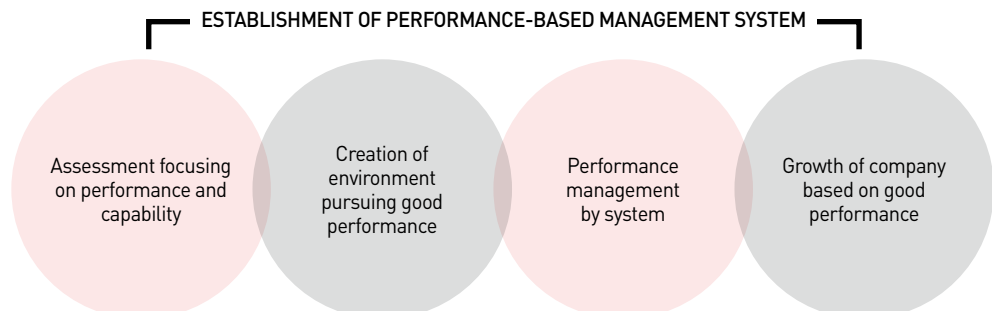 ESTABLISHMENT OF PERFORMANCE-BASED MANAGEMENT SYSTEM
Assessment focusing
on performance and
capability
Creation of
environment
pursuing good
performance
Performance
management
by system
Growth of company
based on good
performance